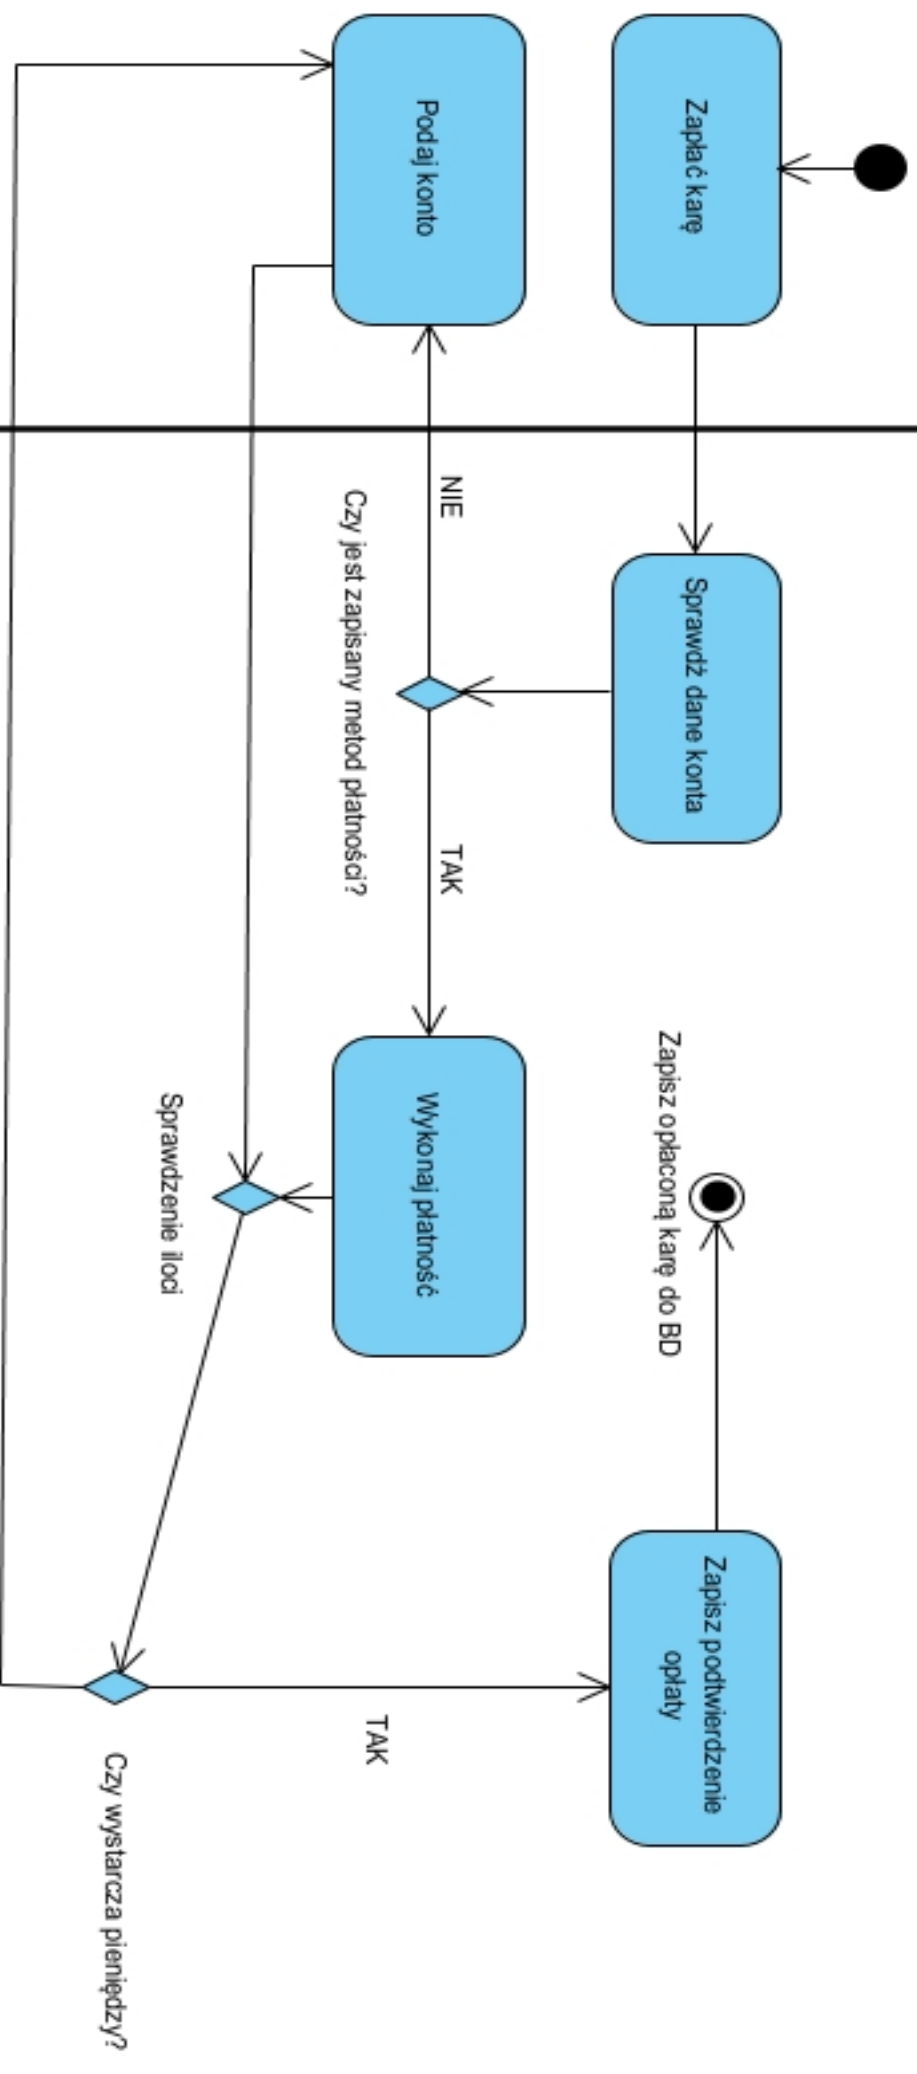 Zapłać karę
Sprawdź dane konta
Zapisz opłaconą karę do BD
Zapisz podtwierdzenie
opłaty
Podaj konto
NIE
TAK
Czy jest zapisany metod płatności?
Wykonaj płatność
TAK
Sprawdzenie iloci
Czy wystarcza pieniędzy?